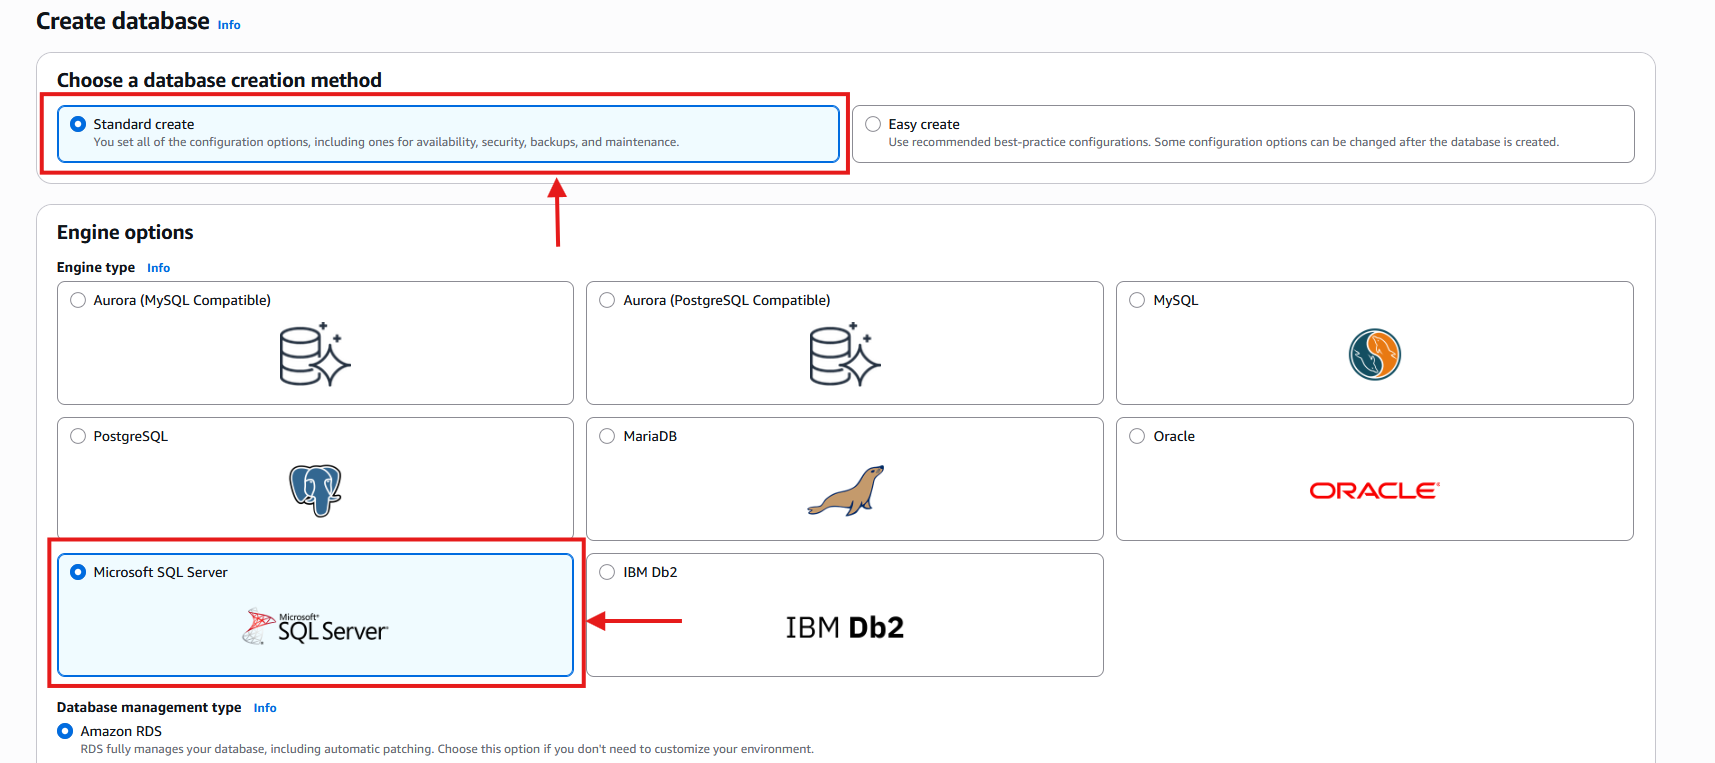 Create database Info
Choose a database creation method
Standard create
You set all of the configuration options, including ones for availability, security, backups, and maintenance.
Easy create
Use recommended best-practice configurations. Some configuration options can be changed after the database is created.
Engine options
Engine type Info
Aurora (MySQL Compatible)
Aurora (PostgreSQL Compatible)
MySQL
PostgreSQL
MariaDB
Oracle
ORACLE
Microsoft SQL Server
Microsoft
SQL Server
IBM Db2
IBM Db2
Database management type Info
Amazon RDS
RDS fully manages your database, including automatic patching. Choose this option if you don't need to customize your environment.